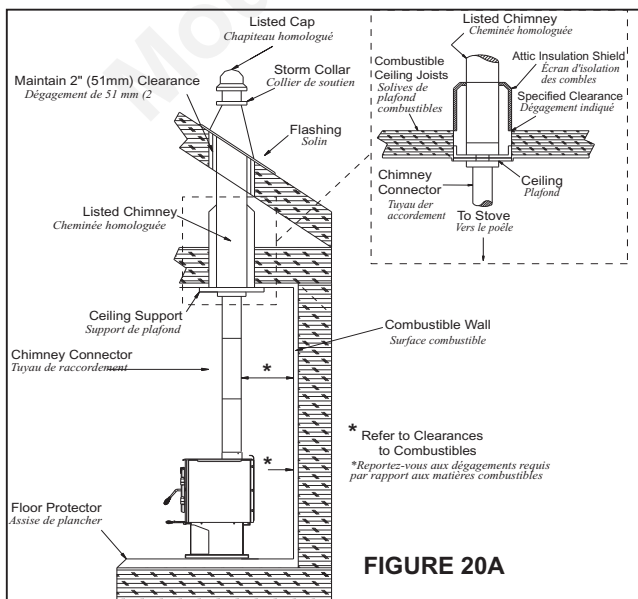 Listed Cap
Chapiteau homologué
Storm Collar
Collier de soutien
Maintain 2" (51mm) Clearance
Dégagement de 51 mm (2
Flashing
Solin
Listed Chimney
Cheminée homologuée
Ceiling Support
Support de plafond
Chimney Connector
Tuyau de raccordement
Floor Protector
Assise de plancher
Combustible Wall
Surface combustible
*
*
* Refer to Clearances
to Combustibles
*Reportez-vous aux dégagements requis
par rapport aux matières combustibles
Listed Chimney
Cheminée homologuée
Combustible
Ceiling Joists
Solives de
plafond
combustibles
Attic Insulation Shield
Écran d'isolation
des combles
Specified Clearance
Dégagement indiqué
Ceiling
Plafond
Chimney
Connector
Tuyau der
accordement
To Stove
Vers le poêle
FIGURE 20A